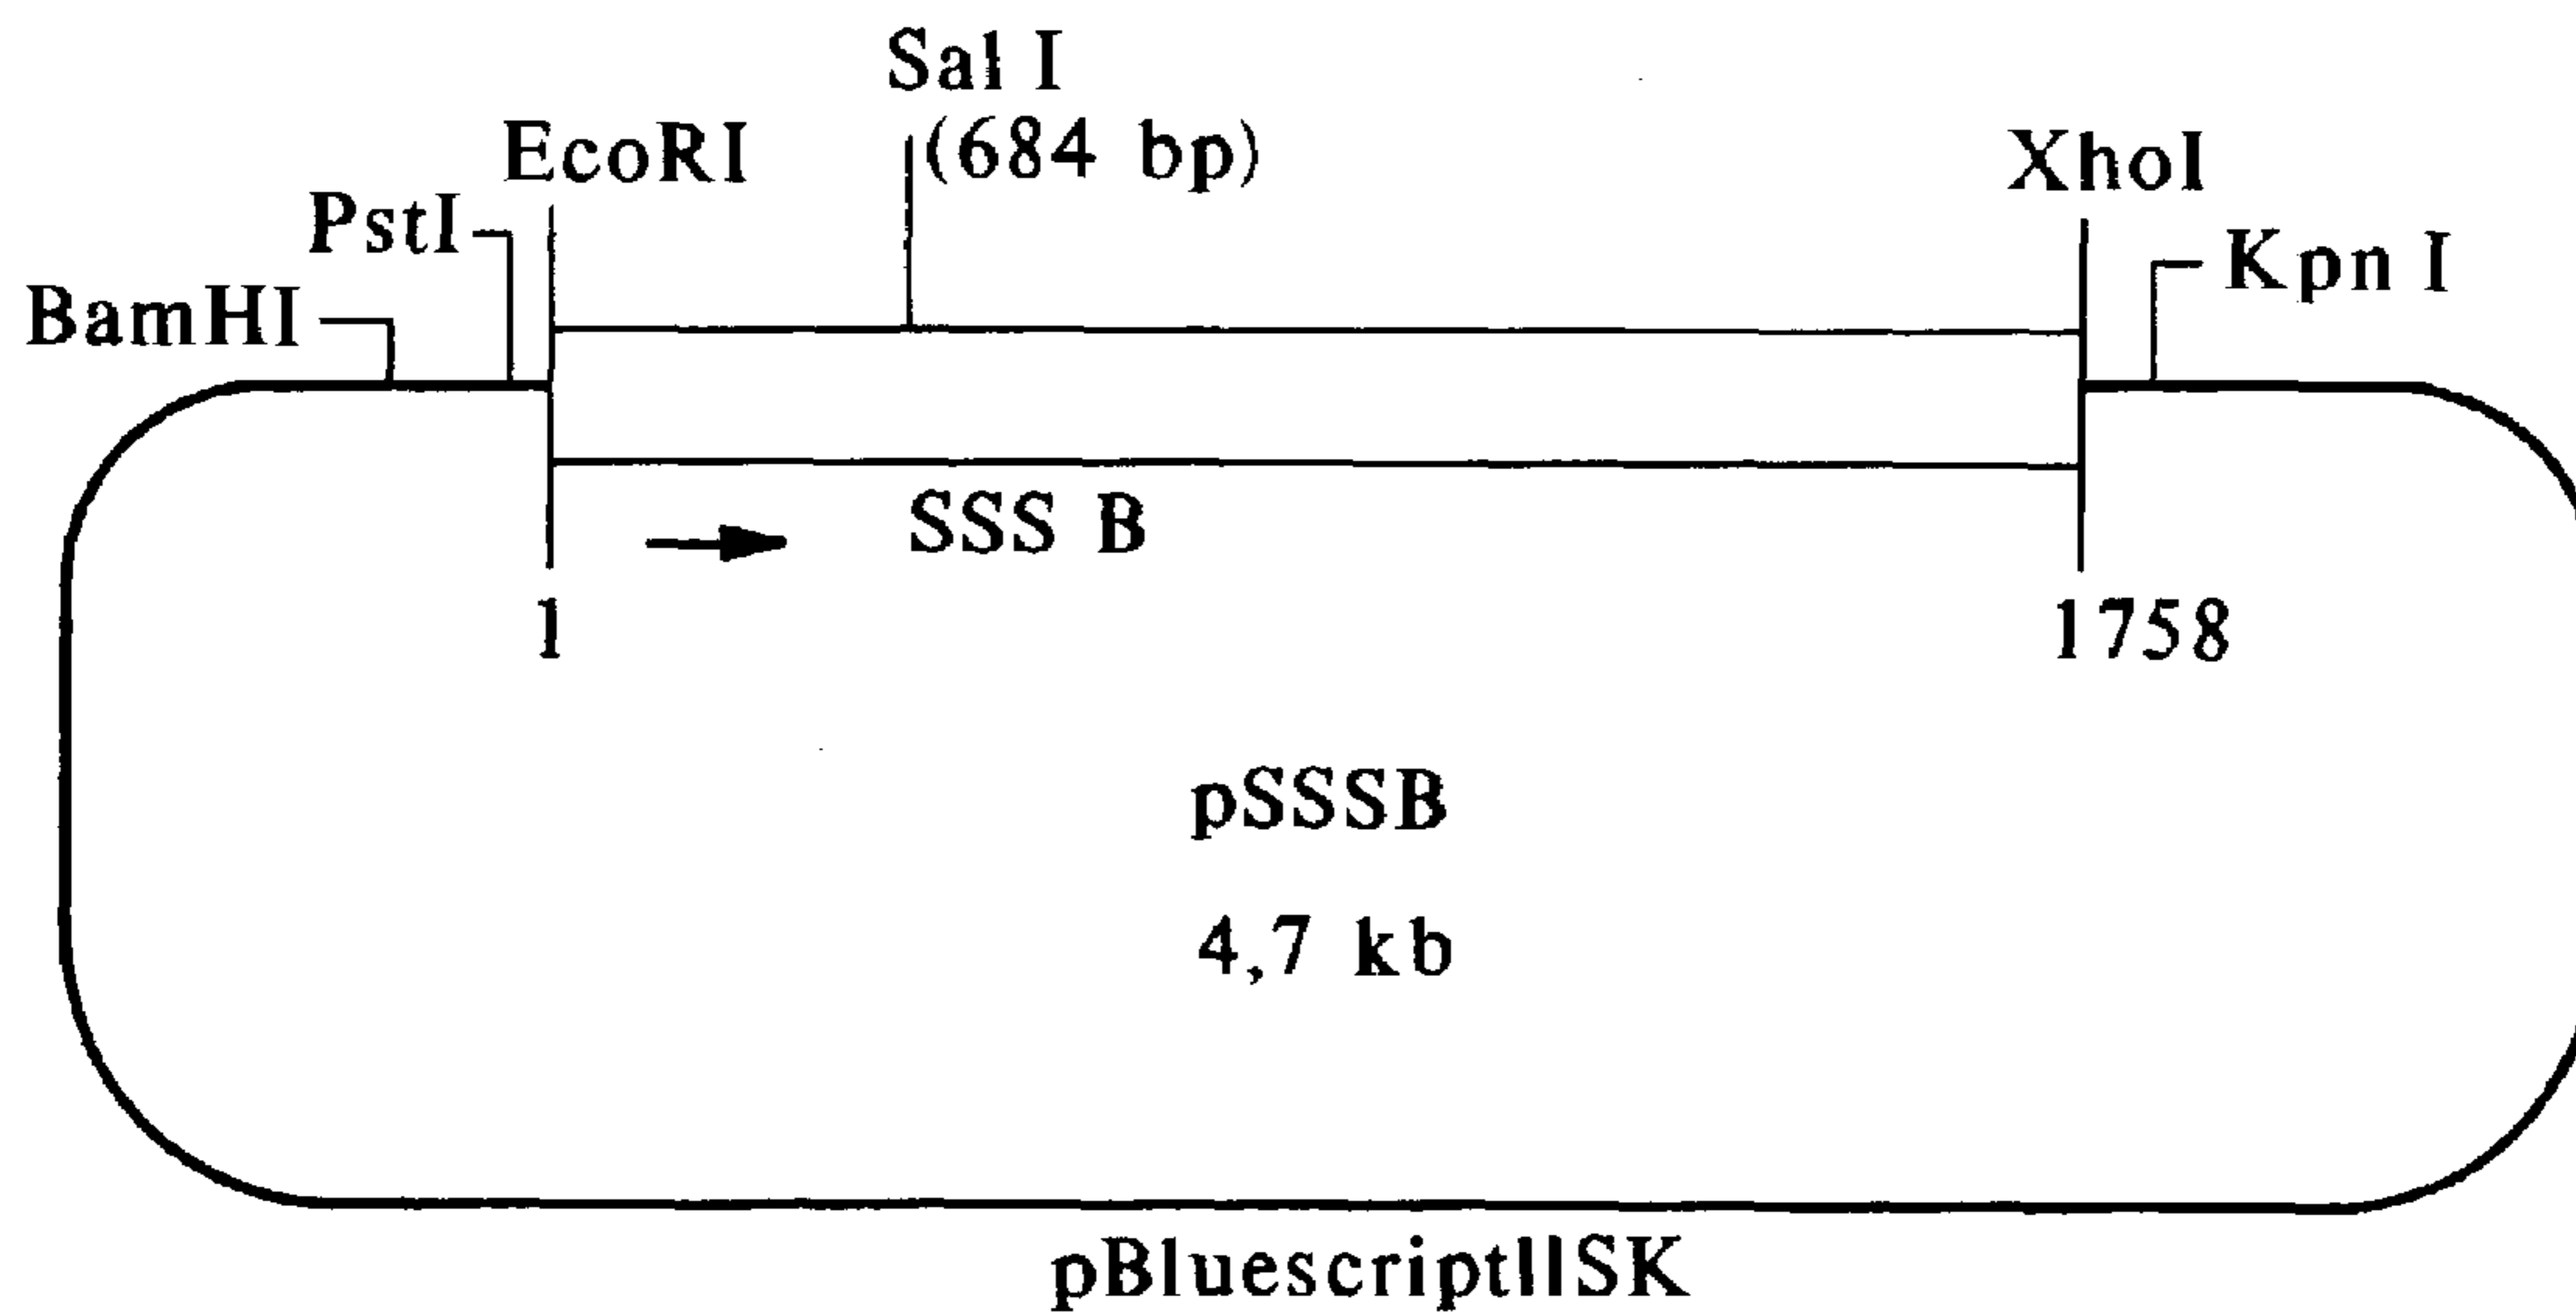 Sal I
(684 bp)
EcoRI
XhoI
PstI
Kpn I
BamHI
SSS B
1
1758
pSSSB
4,7 kb
pBluescriptIISK